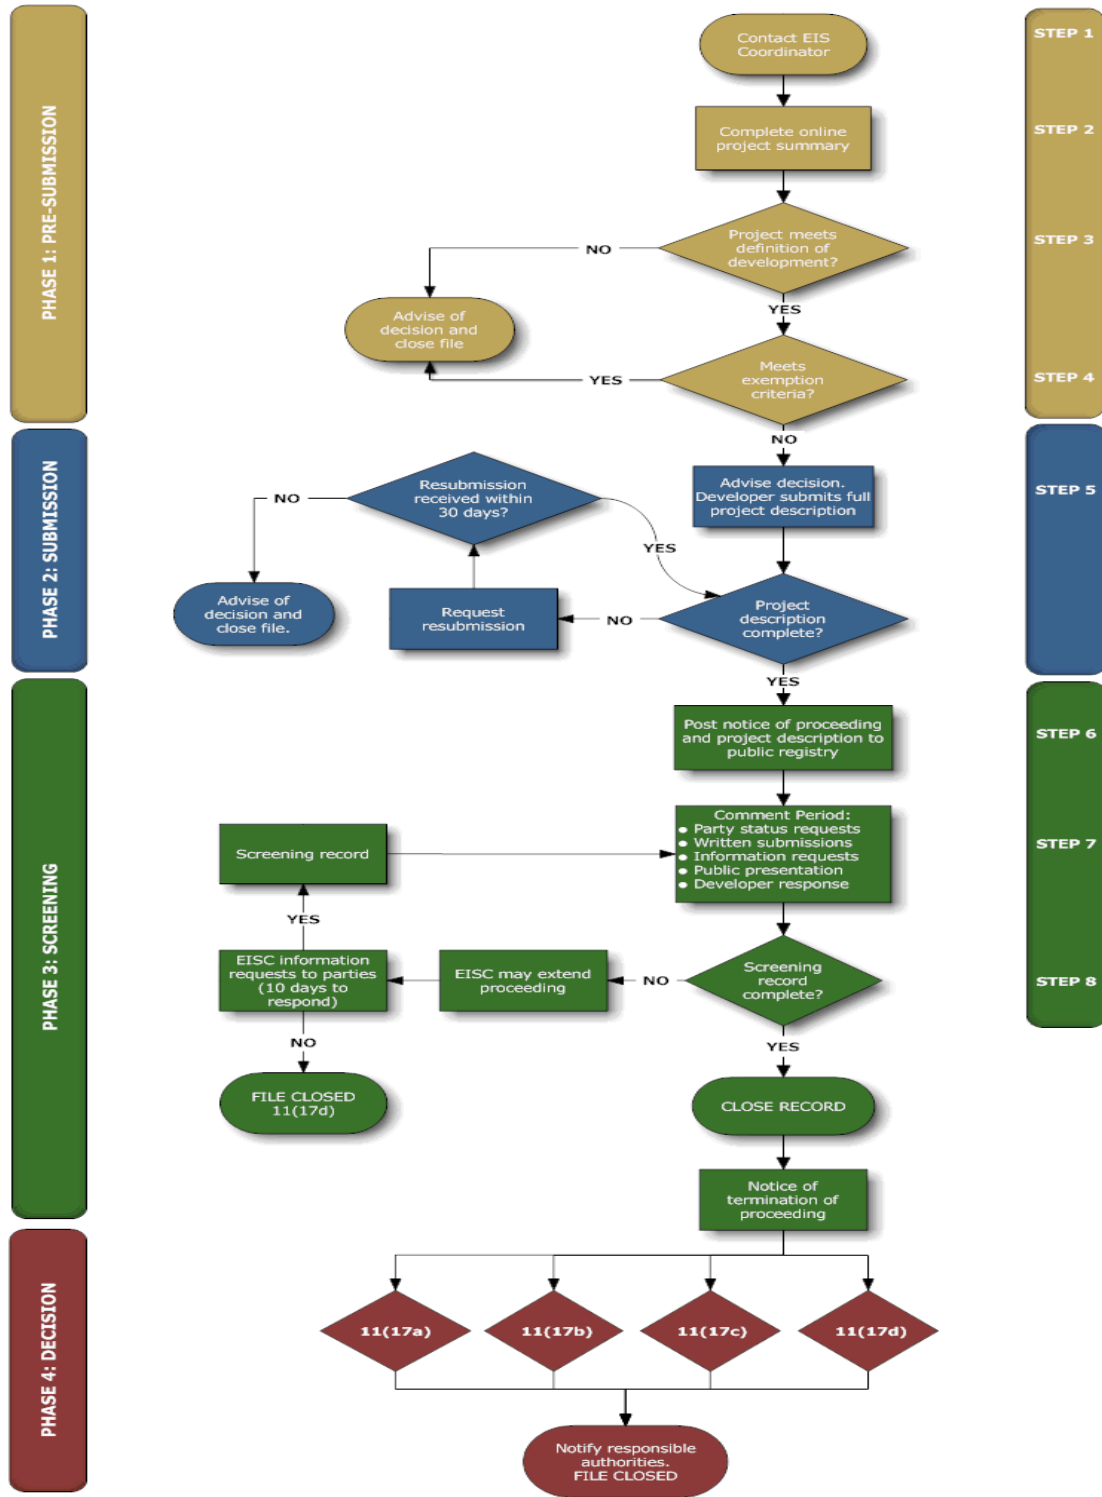 PHASE 1: PRE-SUBMISSION
Contact EIS
Coordinator
STEP 1
Complete online
project summary
STEP 2
Project meets
definition of
development?
STEP 3
NO
YES
Advise of
decision and
close file
Meets
exemption
criteria?
STEP 4
YES
NO
PHASE 2: SUBMISSION
Advise decision.
Developer submits full
project description
STEP 5
Resubmission
received within
30 days?
NO
YES
Advise of
decision and
close file.
Request
resubmission
NO
Project
description
complete?
YES
PHASE 3: SCREENING
Post notice of proceeding
and project description to
public registry
STEP 6
Comment Period:
● Party status requests
● Written submissions
● Information requests
● Public presentation
● Developer response
STEP 7
Screening record
YES
EISC information
requests to parties
(10 days to
respond)
EISC may extend
proceeding
NO
Screening
record
complete?
STEP 8
NO
YES
FILE CLOSED
11(17d)
CLOSE RECORD
Notice of
termination of
proceeding
PHASE 4: DECISION
11(17a)
11(17b)
11(17c)
11(17d)
Notify responsible
authorities.
FILE CLOSED